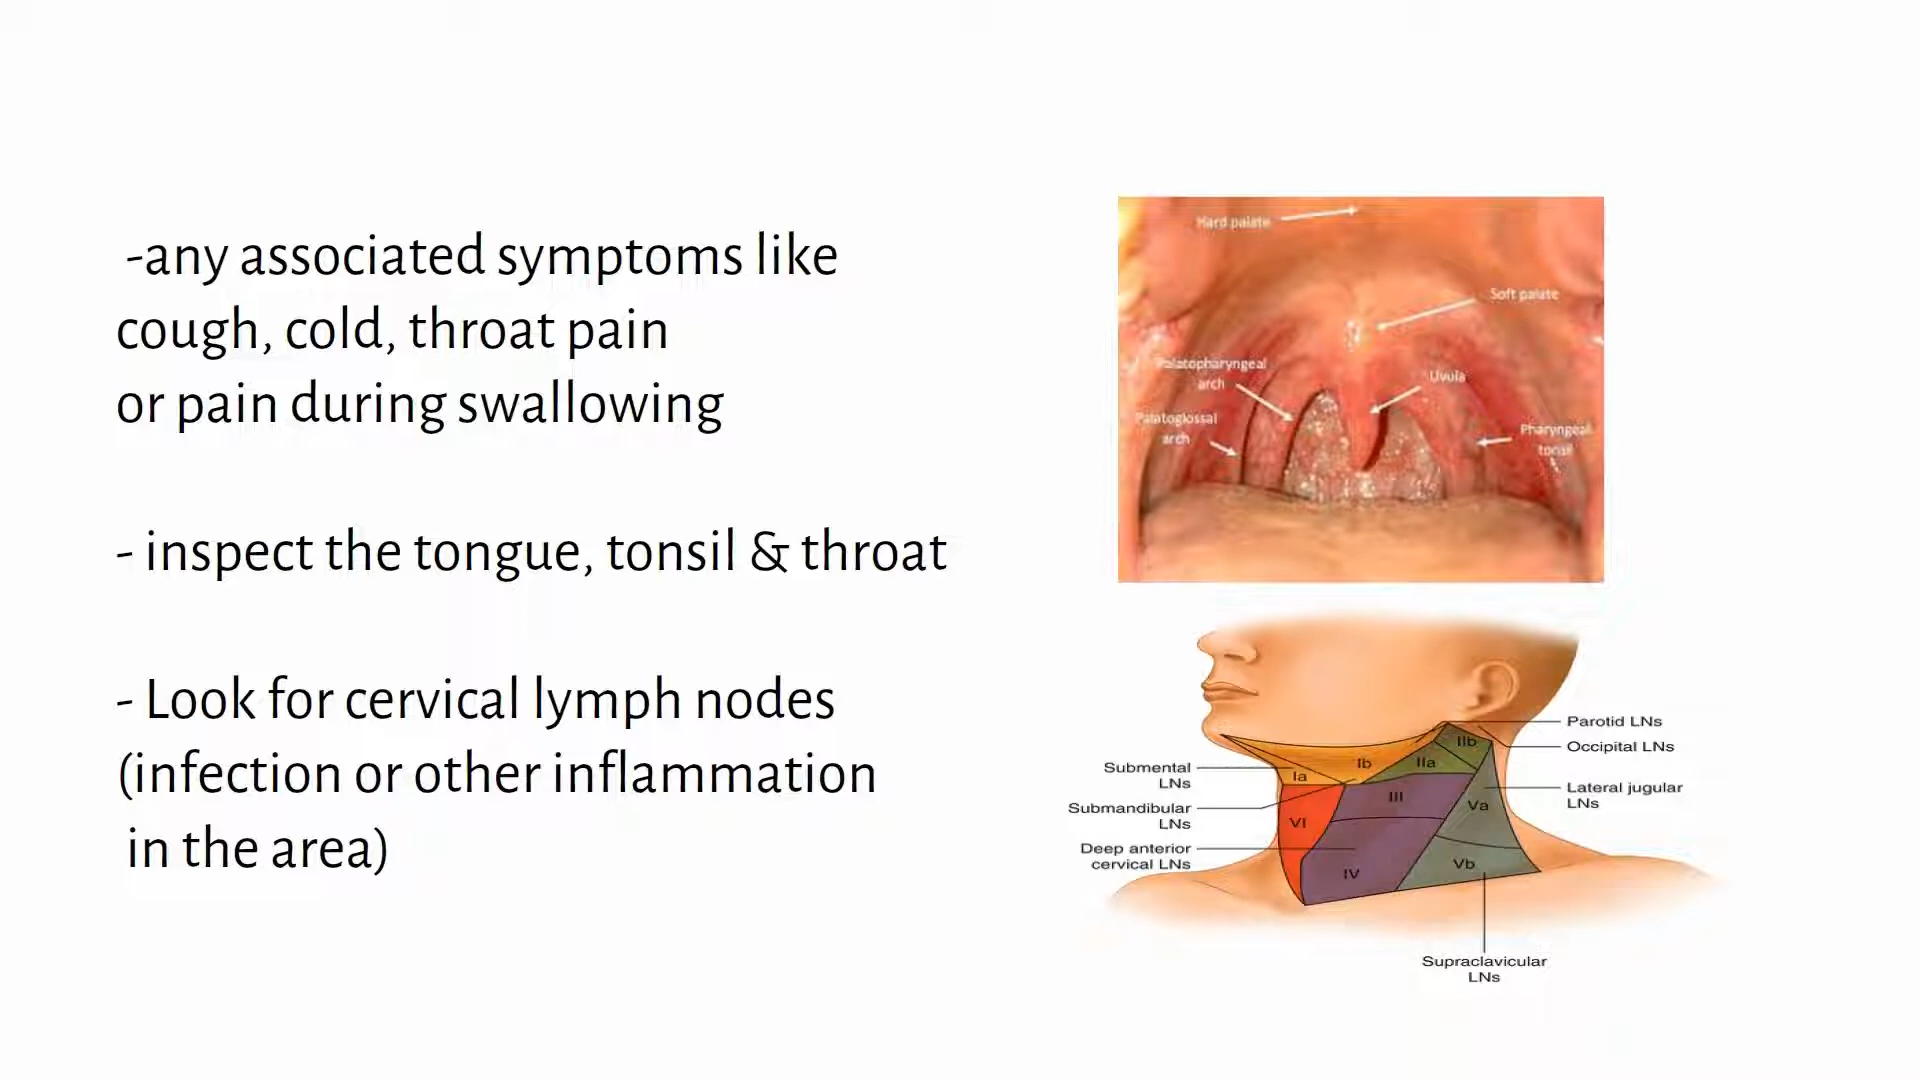 -any associated symptoms like
cough, cold, throat pain
or pain during swallowing
- inspect the tongue, tonsil & throat
- Look for cervical lymph nodes
(infection or other inflammation
in the area)
Hard palate
Soft palate
Palatopharyngeal
arch
Uvula
Palatoglossal
arch
Pharyngeal
tonsil
Parotid LNs
Occipital LNs
Lateral jugular
LNs
Submental
LNs
Submandibular
LNs
Deep anterior
cervical LNs
Supraclavicular
LNs
Ia
Ib
IIa
IIb
III
IV
Va
Vb
VI